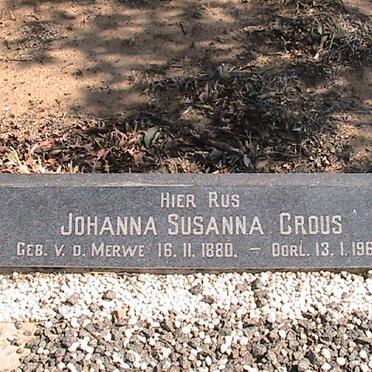 HIER RUS
JOHANNA SUSANNA CROUS
GEB. V. D. MERWE 16. 11. 1880. – OORL. 13. 1. 196